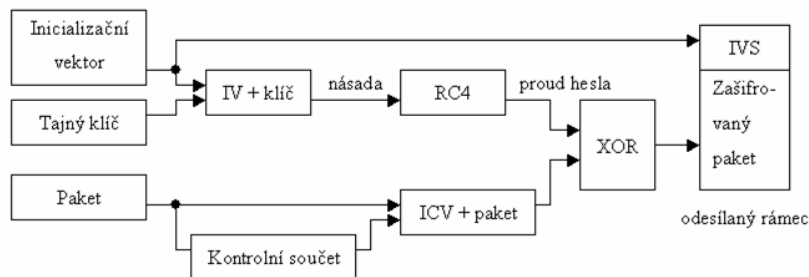 Inicializační
vektor
IVS
IV + klíč
násada
RC4
proud hesla
Zašifro-
vaný
paket
Tajný klíč
XOR
Paket
ICV + paket
odesílaný rámec
Kontrolní součet